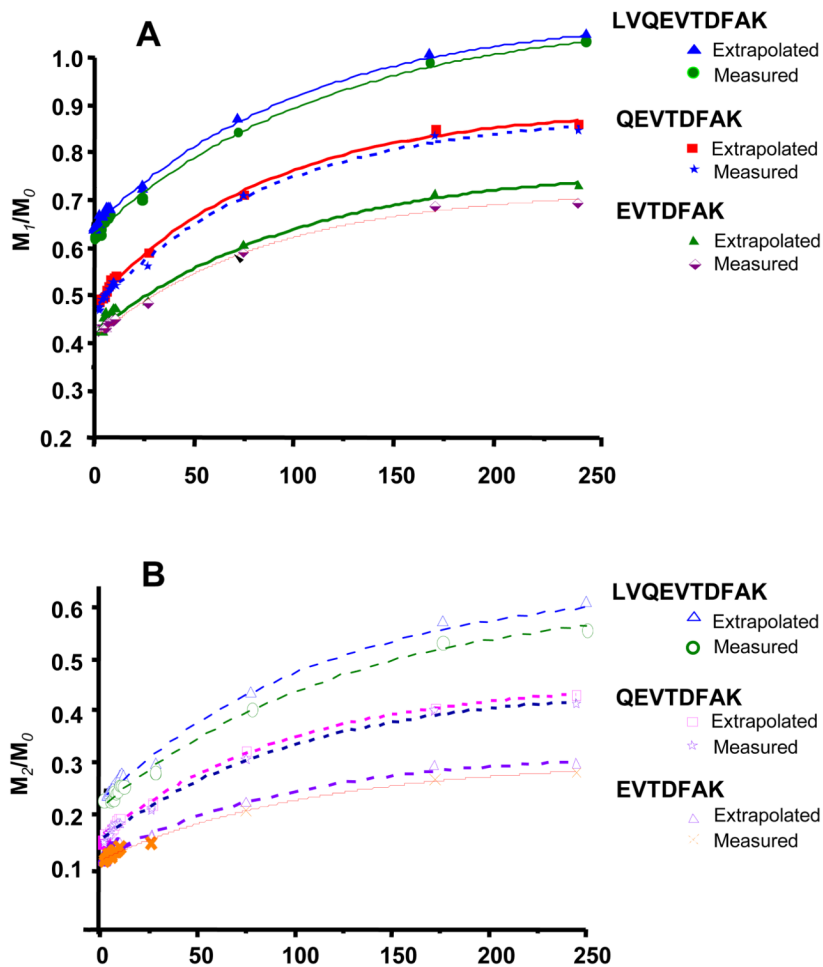 A
LVQEVTDFAK
Extrapolated
Measured
QEVTDFAK
Extrapolated
Measured
EVTDFAK
Extrapolated
Measured
M1/M0
1.0
0.9
0.8
0.7
0.6
0.5
0.4
0.3
0.2
0 50 100 150 200 250
B
LVQEVTDFAK
Extrapolated
Measured
QEVTDFAK
Extrapolated
Measured
EVTDFAK
Extrapolated
Measured
M2/M0
0.6
0.5
0.4
0.3
0.2
0.1
0 50 100 150 200 250